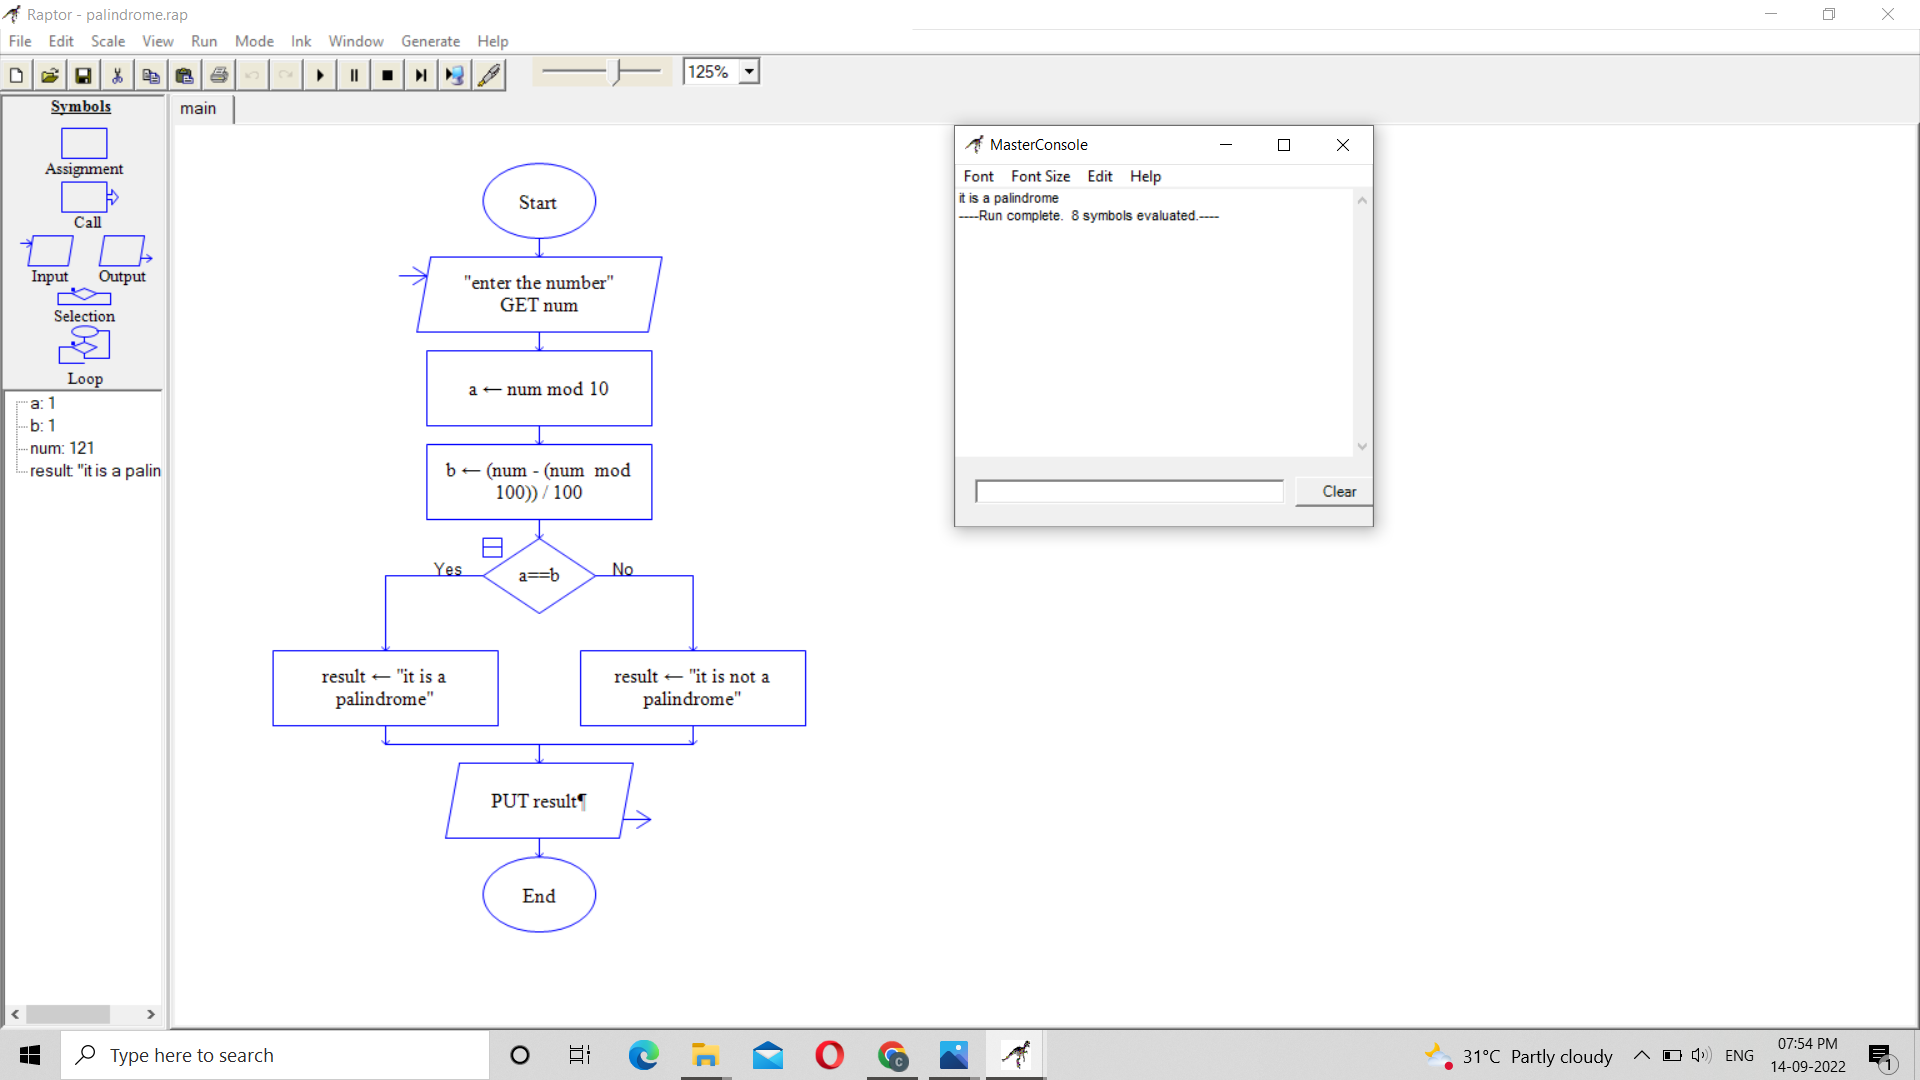 Raptor - palindrome.rap
File Edit Scale View Run Mode Ink Window Generate Help
125%
Symbols
Assignment
Call
Input Output
Selection
Loop
a: 1
b: 1
num: 121
result: "it is a palin
main
Start
"enter the number"
GET num
a ← num mod 10
b ← (num - (num mod
100)) / 100
Yes
a==b
No
result ← "it is a
palindrome"
result ← "it is not a
palindrome"
PUT result¶
End
MasterConsole
Font Font Size Edit Help
it is a palindrome
----Run complete. 8 symbols evaluated.----
Clear
Type here to search
C
31°C Partly cloudy
ENG
07:54 PM
14-09-2022
1